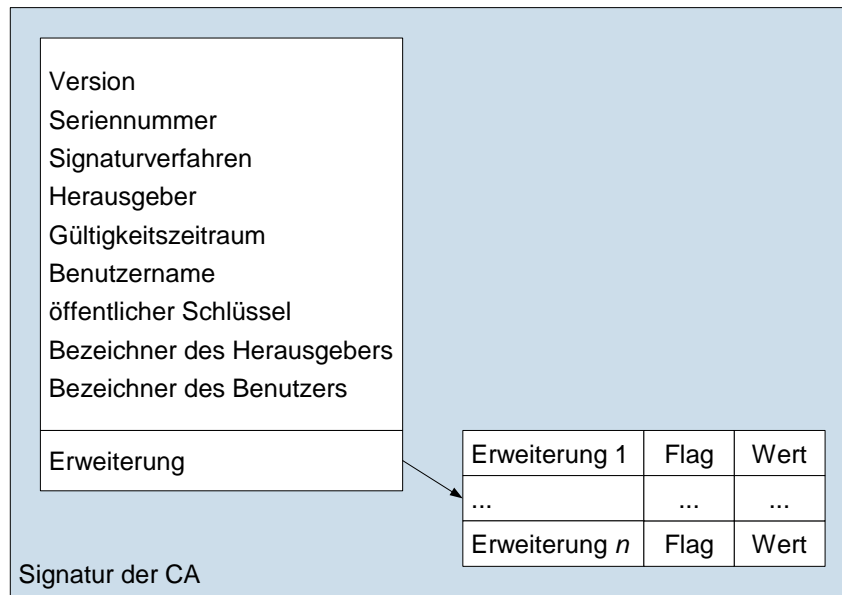 Version
Seriennummer
Signaturverfahren
Herausgeber
Gültigkeitszeitraum
Benutzername
öffentlicher Schlüssel
Bezeichner des Herausgebers
Bezeichner des Benutzers
Erweiterung
Erweiterung 1 Flag Wert
... ... ...
Erweiterung n Flag Wert
Signatur der CA